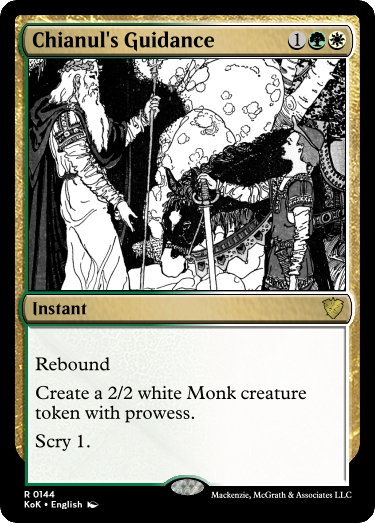 Chianul's Guidance 1
Instant
Rebound
Create a 2/2 white Monk creature
token with prowess.
Scry 1.
R 0144
KoK • English
Mackenzie, McGrath & Associates LLC